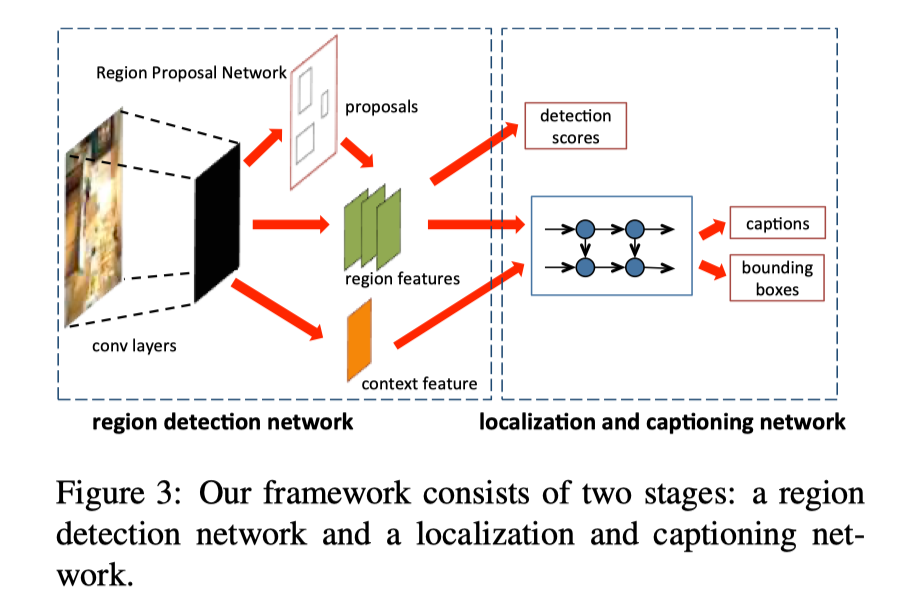 Region Proposal Network
proposals
detection
scores
captions
region features
bounding
boxes
conv layers
context feature
region detection network
localization and captioning network
Figure 3: Our framework consists of two stages: a region
detection network and a localization and captioning net-
work.